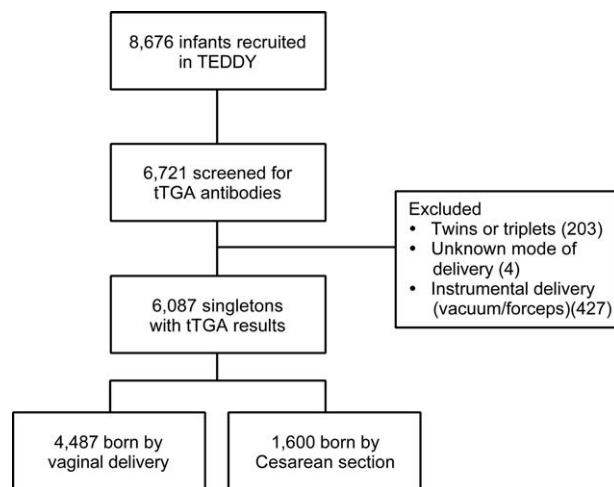 8,676 infants recruited
in TEDDY
6,721 screened for
tTGA antibodies
Excluded
• Twins or triplets (203)
• Unknown mode of
delivery (4)
• Instrumental delivery
(vacuum/forceps)(427)
6,087 singletons
with tTGA results
4,487 born by
vaginal delivery
1,600 born by
Cesarean section